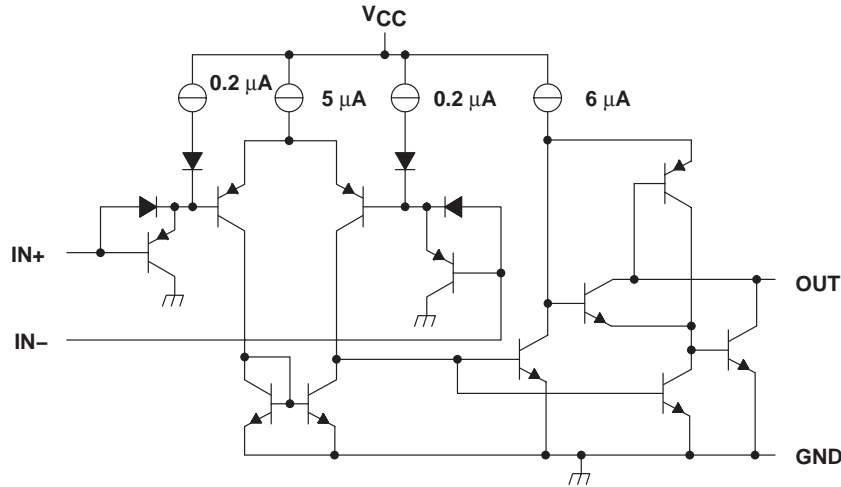 VCC
0.2 μA
5 μA
0.2 μA
6 μA
IN+
OUT
IN−
GND